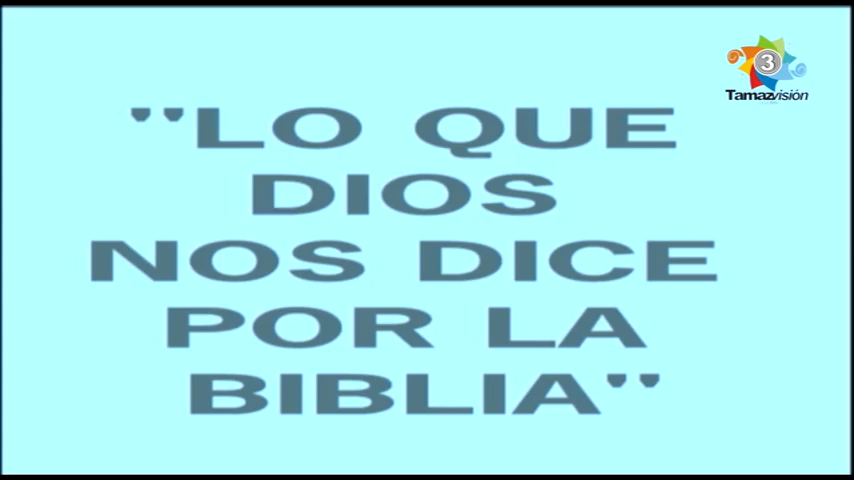 3
Tamazvisión
"LO QUE
DIOS
NOS DICE
POR LA
BIBLIA"